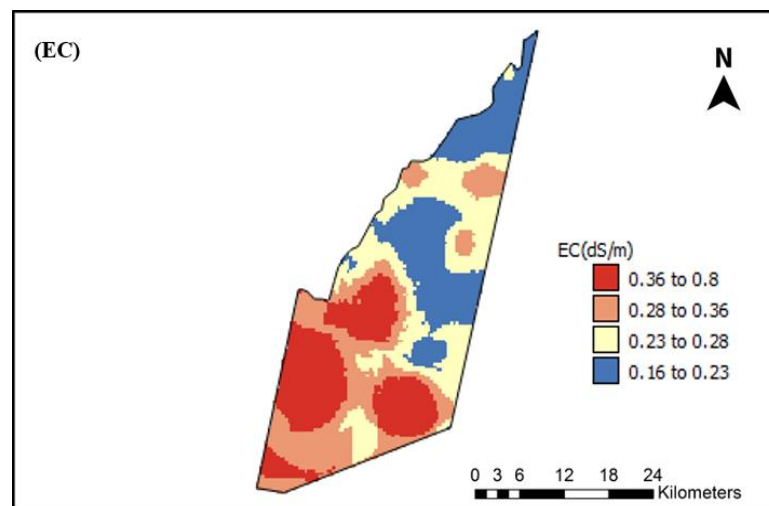 (EC)
N
EC(dS/m)
0.36 to 0.8
0.28 to 0.36
0.23 to 0.28
0.16 to 0.23
0 3 6 12 18 24
Kilometers